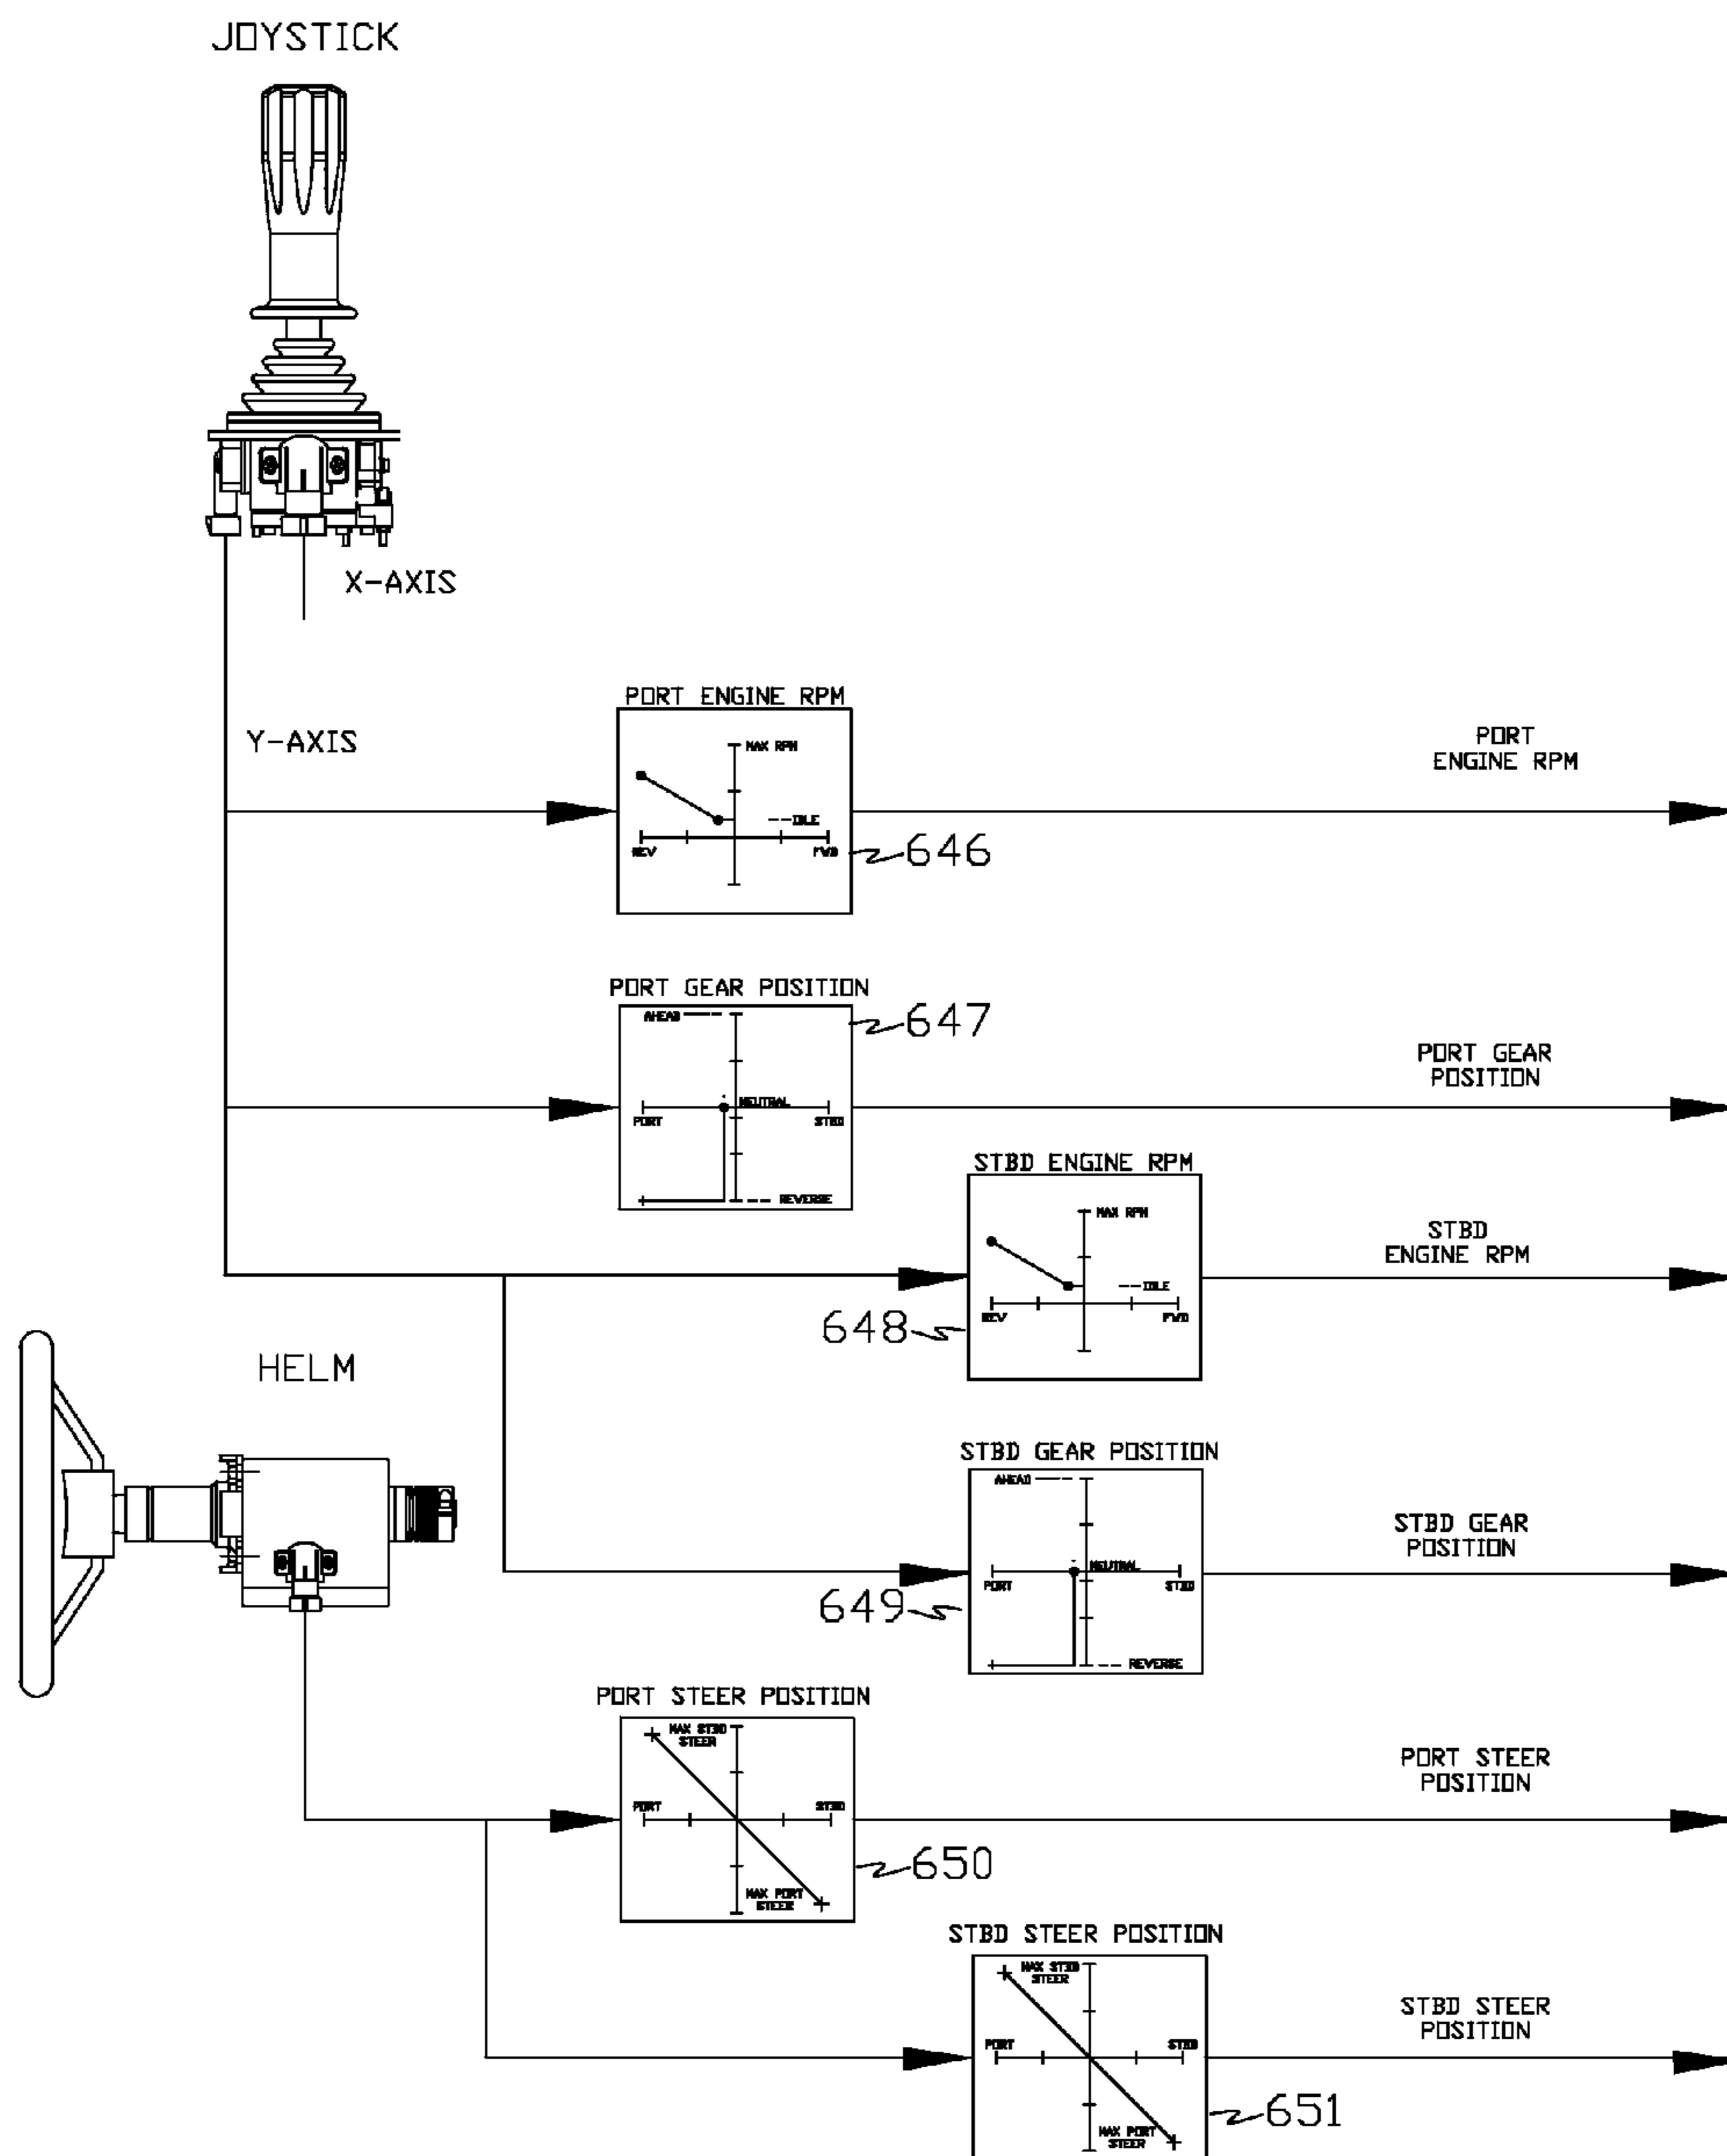 JOYSTICK
X-AXIS
Y-AXIS
PORT ENGINE RPM
MAX RPM
IDLE
REV
FWD
646
PORT
ENGINE RPM
PORT GEAR POSITION
AHEAD
647
NEUTRAL
PORT
STBD
REVERSE
PORT GEAR
POSITION
STBD ENGINE RPM
MAX RPM
IDLE
REV
FWD
648
STBD
ENGINE RPM
HELM
STBD GEAR POSITION
AHEAD
NEUTRAL
PORT
STBD
649
REVERSE
STBD GEAR
POSITION
PORT STEER POSITION
MAX STBD
STEER
PORT
STBD
650
MAX PORT
STEER
PORT STEER
POSITION
STBD STEER POSITION
MAX STBD
STEER
PORT
STBD
651
MAX PORT
STEER
STBD STEER
POSITION